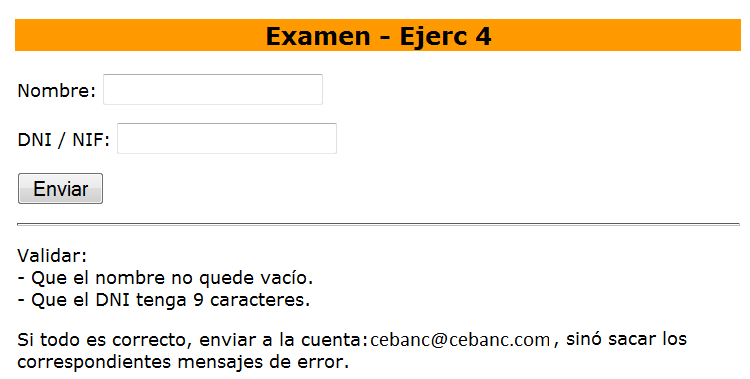 Examen - Ejerc 4
Nombre:
DNI / NIF:
Enviar
Validar:
- Que el nombre no quede vacío.
- Que el DNI tenga 9 caracteres.
Si todo es correcto, enviar a la cuenta:cebanc@cebanc.com , sinó sacar los
correspondientes mensajes de error.